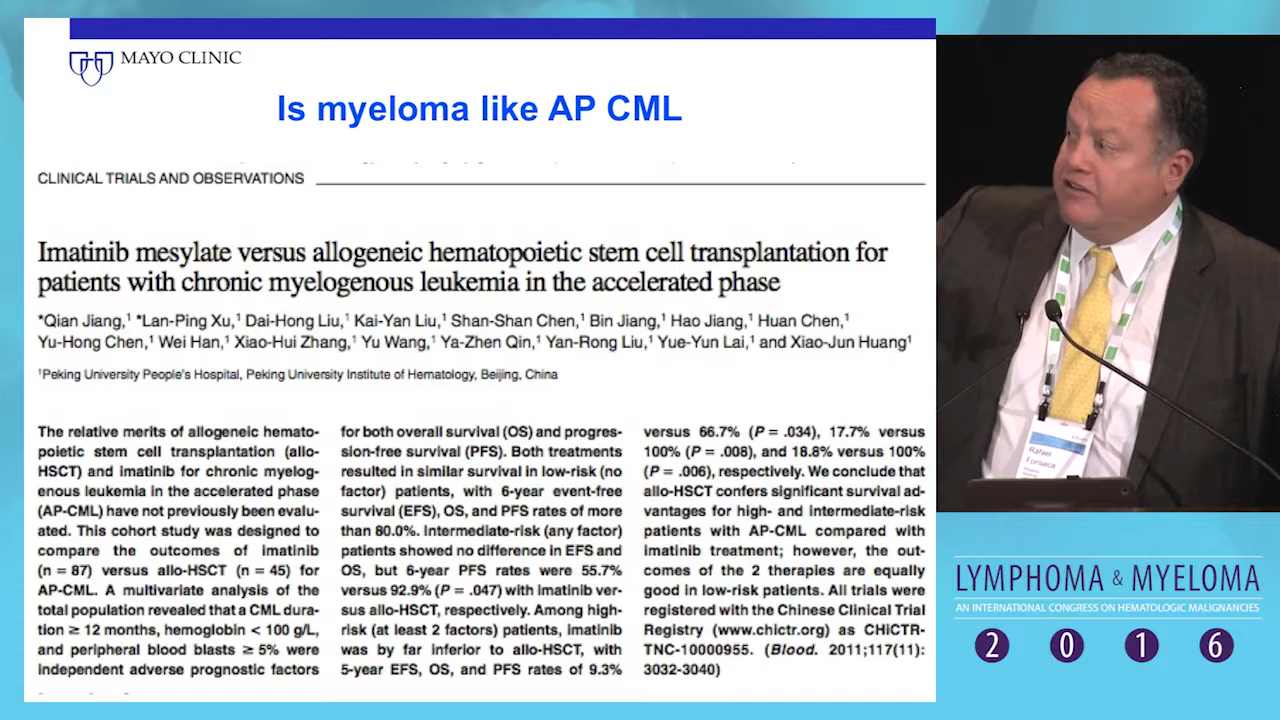 MAYO CLINIC
Is myeloma like AP CML
CLINICAL TRIALS AND OBSERVATIONS
Imatinib mesylate versus allogeneic hematopoietic stem cell transplantation for
patients with chronic myelogenous leukemia in the accelerated phase
*Qian Jiang,1 *Lan-Ping Xu,1 Dai-Hong Liu,1 Kai-Yan Liu,1 Shan-Shan Chen,1 Bin Jiang,1 Hao Jiang,1 Huan Chen,1
Yu-Hong Chen,1 Wei Han,1 Xiao-Hui Zhang,1 Yu Wang,1 Ya-Zhen Qin,1 Yan-Rong Liu,1 Yue-Yun Lai,1 and Xiao-Jun Huang1
1Peking University People's Hospital, Peking University Institute of Hematology, Beijing, China
The relative merits of allogeneic hemato-
poietic stem cell transplantation (allo-
HSCT) and imatinib for chronic myelog-
enous leukemia in the accelerated phase
(AP-CML) have not previously been evalu-
ated. This cohort study was designed to
compare the outcomes of imatinib
(n = 87) versus allo-HSCT (n = 45) for
AP-CML. A multivariate analysis of the
total population revealed that a CML dura-
tion ≥ 12 months, hemoglobin < 100 g/L,
and peripheral blood blasts ≥ 5% were
independent adverse prognostic factors
for both overall survival (OS) and progres-
sion-free survival (PFS). Both treatments
resulted in similar survival in low-risk (no
factor) patients, with 6-year event-free
survival (EFS), OS, and PFS rates of more
than 80.0%. Intermediate-risk (any factor)
patients showed no difference in EFS and
OS, but 6-year PFS rates were 55.7%
versus 92.9% (P = .047) with imatinib ver-
sus allo-HSCT, respectively. Among high-
risk (at least 2 factors) patients, imatinib
was by far inferior to allo-HSCT, with
5-year EFS, OS, and PFS rates of 9.3%
versus 66.7% (P = .034), 17.7% versus
100% (P = .008), and 18.8% versus 100%
(P = .006), respectively. We conclude that
allo-HSCT confers significant survival ad-
vantages for high- and intermediate-risk
patients with AP-CML compared with
imatinib treatment; however, the out-
comes of the 2 therapies are equally
good in low-risk patients. All trials were
registered with the Chinese Clinical Trial
Registry (www.chictr.org) as CHiCTR-
TNC-10000955. (Blood. 2011;117(11):
3032-3040)
Rafael
Fonseca
LYMPHOMA & MYELOMA
AN INTERNATIONAL CONGRESS ON HEMATOLOGIC MALIGNANCIES
2 0 1 6